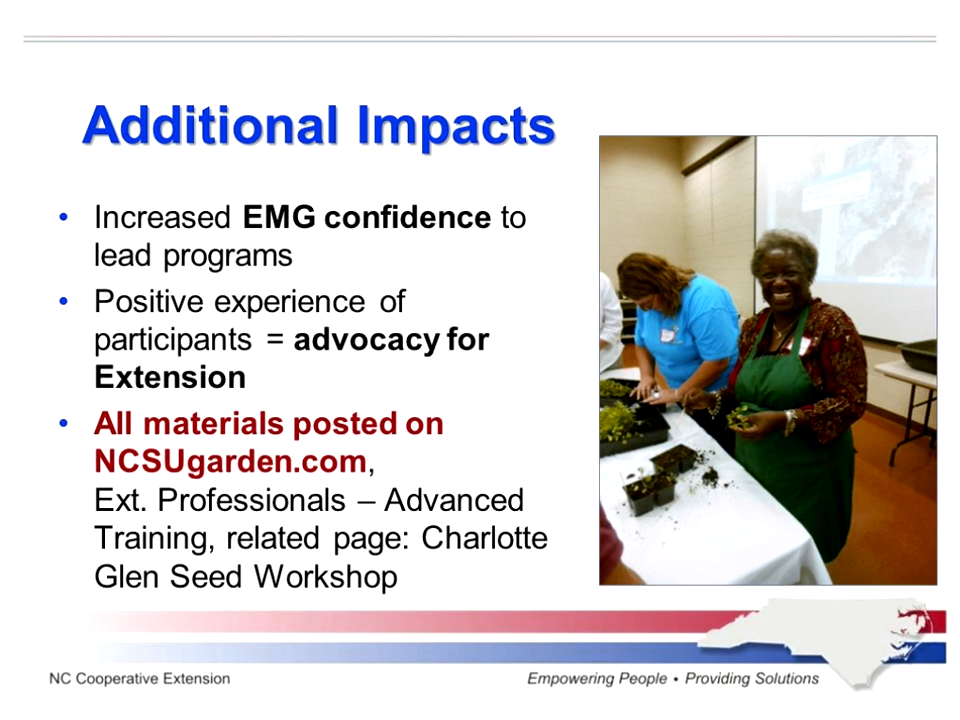 Additional Impacts
• Increased EMG confidence to
lead programs
• Positive experience of
participants = advocacy for
Extension
• All materials posted on
NCSUgarden.com,
Ext. Professionals – Advanced
Training, related page: Charlotte
Glen Seed Workshop
NC Cooperative Extension
Empowering People • Providing Solutions